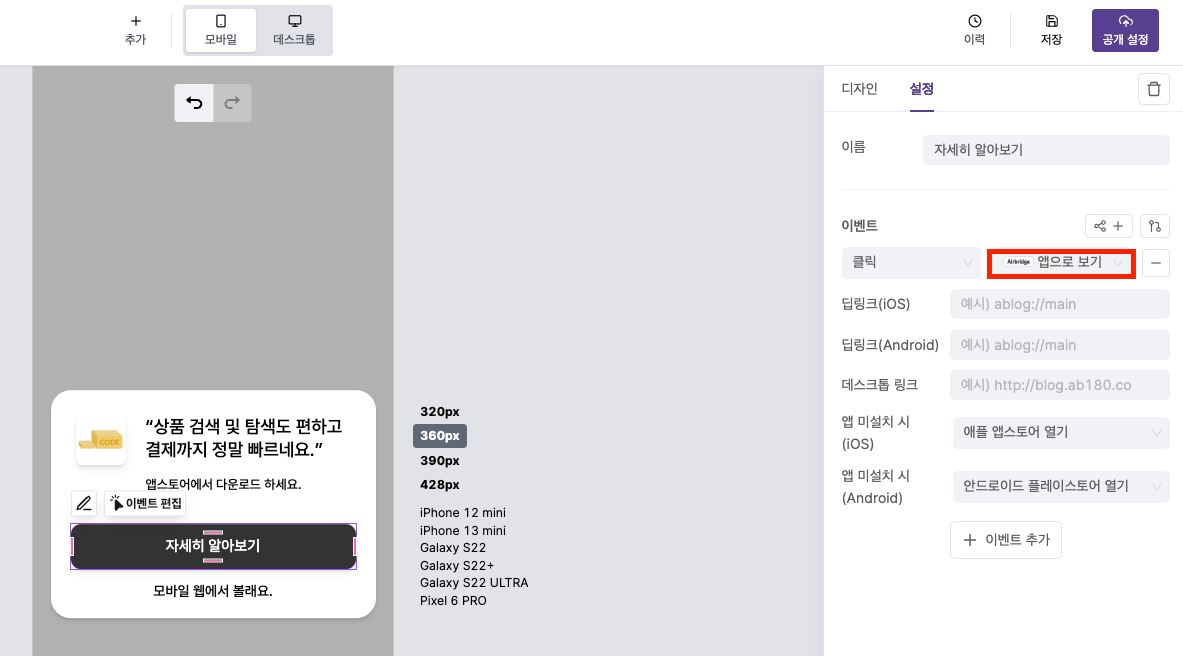 추가
모바일
데스크톱
이력
저장
공개 설정
디자인
설정
이름
자세히 알아보기
이벤트
클릭
Airbridge 앱으로 보기
딥링크(iOS)
예시) ablog://main
딥링크(Android)
예시) ablog://main
데스크톱 링크
예시) http://blog.ab180.co
앱 미설치 시
(iOS)
애플 앱스토어 열기
앱 미설치 시
(Android)
안드로이드 플레이스토어 열기
이벤트 추가
CODE
“상품 검색 및 탐색도 편하고
결제까지 정말 빠르네요.”
앱스토어에서 다운로드 하세요.
이벤트 편집
자세히 알아보기
모바일 웹에서 볼래요.
320px
360px
390px
428px
iPhone 12 mini
iPhone 13 mini
Galaxy S22
Galaxy S22+
Galaxy S22 ULTRA
Pixel 6 PRO